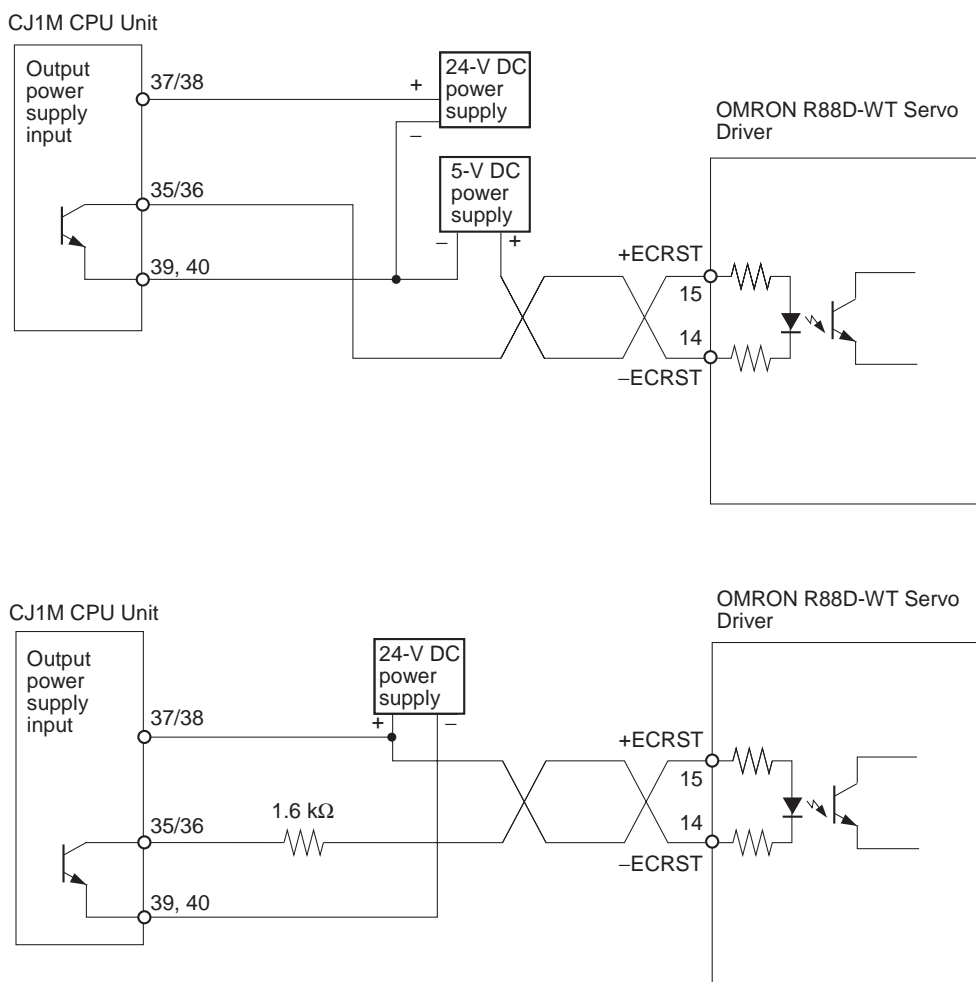 CJ1M CPU Unit
Output
power
supply
input
37/38
+
−
24-V DC
power
supply
5-V DC
power
supply
−
+
35/36
39, 40
OMRON R88D-WT Servo
Driver
+ECRST
15
14
−ECRST
CJ1M CPU Unit
Output
power
supply
input
37/38
24-V DC
power
supply
+
−
35/36
1.6 kΩ
39, 40
OMRON R88D-WT Servo
Driver
+ECRST
15
14
−ECRST